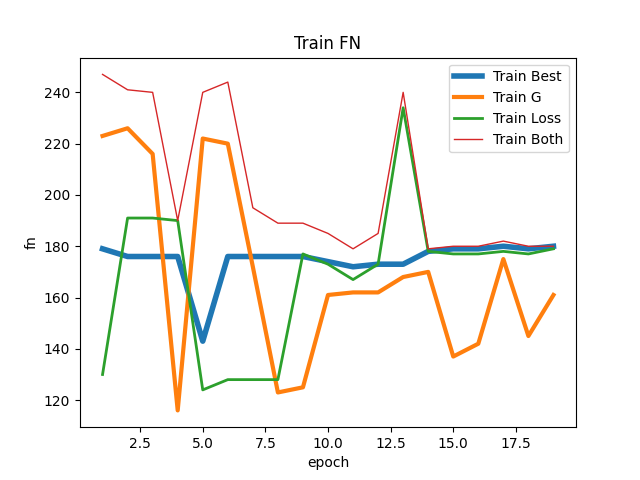 Train FN
Train Best
Train G
Train Loss
Train Both
fn
240
220
200
180
160
140
120
2.5 5.0 7.5 10.0 12.5 15.0 17.5
epoch